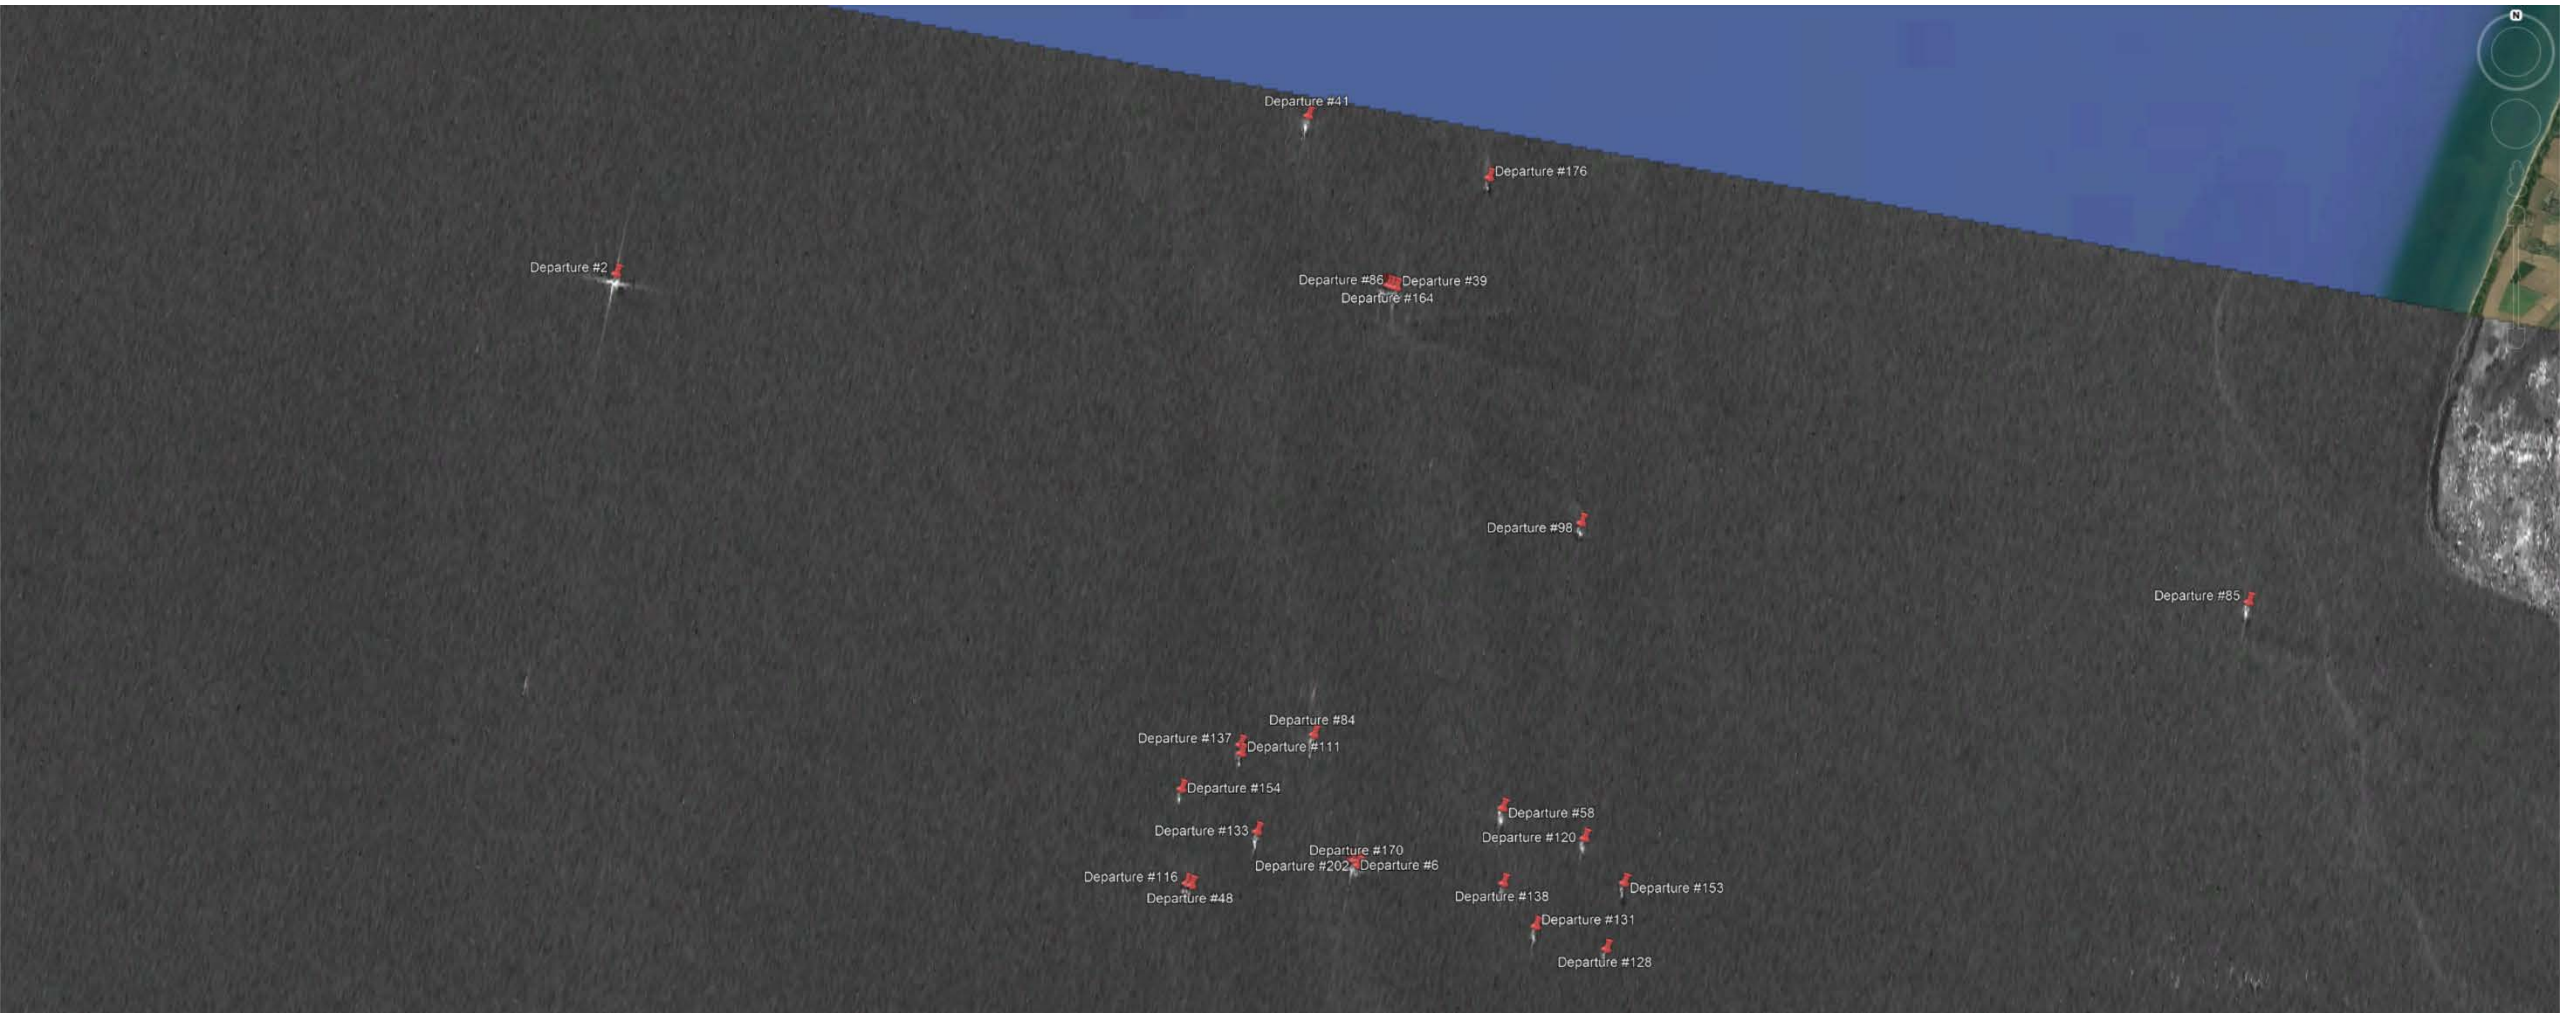 N
Departure #41
Departure #176
Departure #2
Departure #86 Departure #39
Departure #164
Departure #98
Departure #85
Departure #84
Departure #137
Departure #111
Departure #154
Departure #58
Departure #133
Departure #120
Departure #170
Departure #202 Departure #6
Departure #116
Departure #48
Departure #138
Departure #153
Departure #131
Departure #128